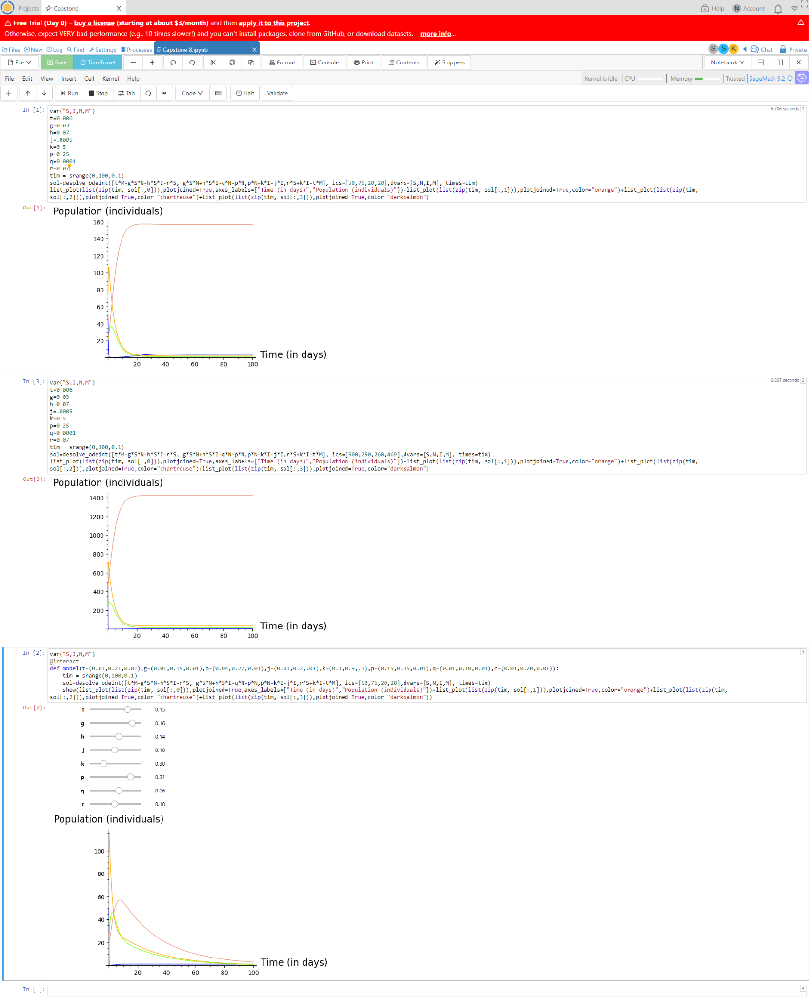 Projects Capstone X Help N Account
Free Trial (Day 0) – buy a license (starting at about $3/month) and then apply it to this project.
Otherwise, expect VERY bad performance (e.g., 10 times slower!) and you can't install packages, clone from GitHub, or download datasets. – more info...
Files New Log Find Settings Processes Capstone 8.ipynb X S S K Chat Private
File Save TimeTravel − + Format Console Print Contents Snippets Notebook X
File Edit View Insert Cell Kernel Help Kernel is idle CPU Memory Trusted SageMath 9.2
+ Run Stop Tab Code Halt Validate
In [1]: var("S,I,N,M") 5.706 seconds 1
t=0.006
g=0.03
h=0.07
j=.0005
k=0.5
p=0.25
q=0.0001
r=0.07
tim = srange(0,100,0.1)
sol=desolve_odeint([t*M-g*S*N-h*S*I-r*S, g*S*N+h*S*I-q*N-p*N,p*N-k*I-j*I,r*S+k*I-t*M], ics=[50,75,20,20],dvars=[S,N,I,M], times=tim)
list_plot(list(zip(tim, sol[:,0])),plotjoined=True,axes_labels=["Time (in days)","Population (individuals)"])+list_plot(list(zip(tim, sol[:,1])),plotjoined=True,color="orange")+list_plot(list(zip(tim,
sol[:,2])),plotjoined=True,color="chartreuse")+list_plot(list(zip(tim, sol[:,3])),plotjoined=True,color="darksalmon")
Out[1]: Population (individuals)
160
140
120
100
80
60
40
20
Time (in days)
20 40 60 80 100
In [3]: var("S,I,N,M") 0.807 seconds 2
t=0.006
g=0.03
h=0.07
j=.0005
k=0.5
p=0.25
q=0.0001
r=0.07
tim = srange(0,100,0.1)
sol=desolve_odeint([t*M-g*S*N-h*S*I-r*S, g*S*N+h*S*I-q*N-p*N,p*N-k*I-j*I,r*S+k*I-t*M], ics=[500,250,260,469],dvars=[S,N,I,M], times=tim)
list_plot(list(zip(tim, sol[:,0])),plotjoined=True,axes_labels=["Time (in days)","Population (individuals)"])+list_plot(list(zip(tim, sol[:,1])),plotjoined=True,color="orange")+list_plot(list(zip(tim,
sol[:,2])),plotjoined=True,color="chartreuse")+list_plot(list(zip(tim, sol[:,3])),plotjoined=True,color="darksalmon")
Out[3]: Population (individuals)
1400
1200
1000
800
600
400
200
Time (in days)
20 40 60 80 100
In [2]: var("S,I,N,M") 3
@interact
def model(t=(0.01,0.21,0.01),g=(0.01,0.19,0.01),h=(0.04,0.22,0.01),j=(0.01,0.2,.01),k=(0.1,0.9,.1),p=(0.15,0.35,0.01),q=(0.01,0.10,0.01),r=(0.01,0.20,0.01)):
tim = srange(0,100,0.1)
sol=desolve_odeint([t*M-g*S*N-h*S*I-r*S, g*S*N+h*S*I-q*N-p*N,p*N-k*I-j*I,r*S+k*I-t*M], ics=[50,75,20,20],dvars=[S,N,I,M], times=tim)
show(list_plot(list(zip(tim, sol[:,0])),plotjoined=True,axes_labels=["Time (in days)","Population (individuals)"])+list_plot(list(zip(tim, sol[:,1])),plotjoined=True,color="orange")+list_plot(list(zip(tim,
sol[:,2])),plotjoined=True,color="chartreuse")+list_plot(list(zip(tim, sol[:,3])),plotjoined=True,color="darksalmon"))
Out[2]: t 0.15
g 0.16
h 0.14
j 0.10
k 0.30
p 0.31
q 0.06
r 0.10
Population (individuals)
100
80
60
40
20
Time (in days)
20 40 60 80 100
In [ ]: 4